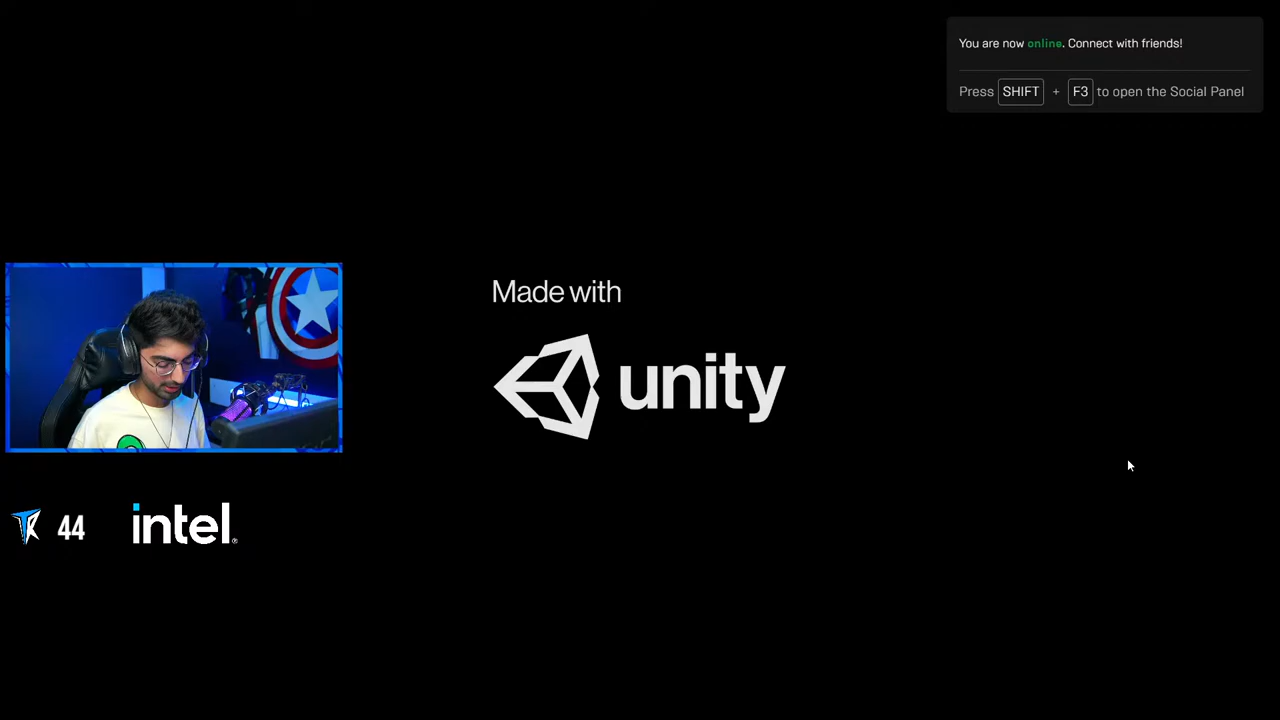 You are now online. Connect with friends!
Press SHIFT + F3 to open the Social Panel
Made with
unity
TK 44
intel.